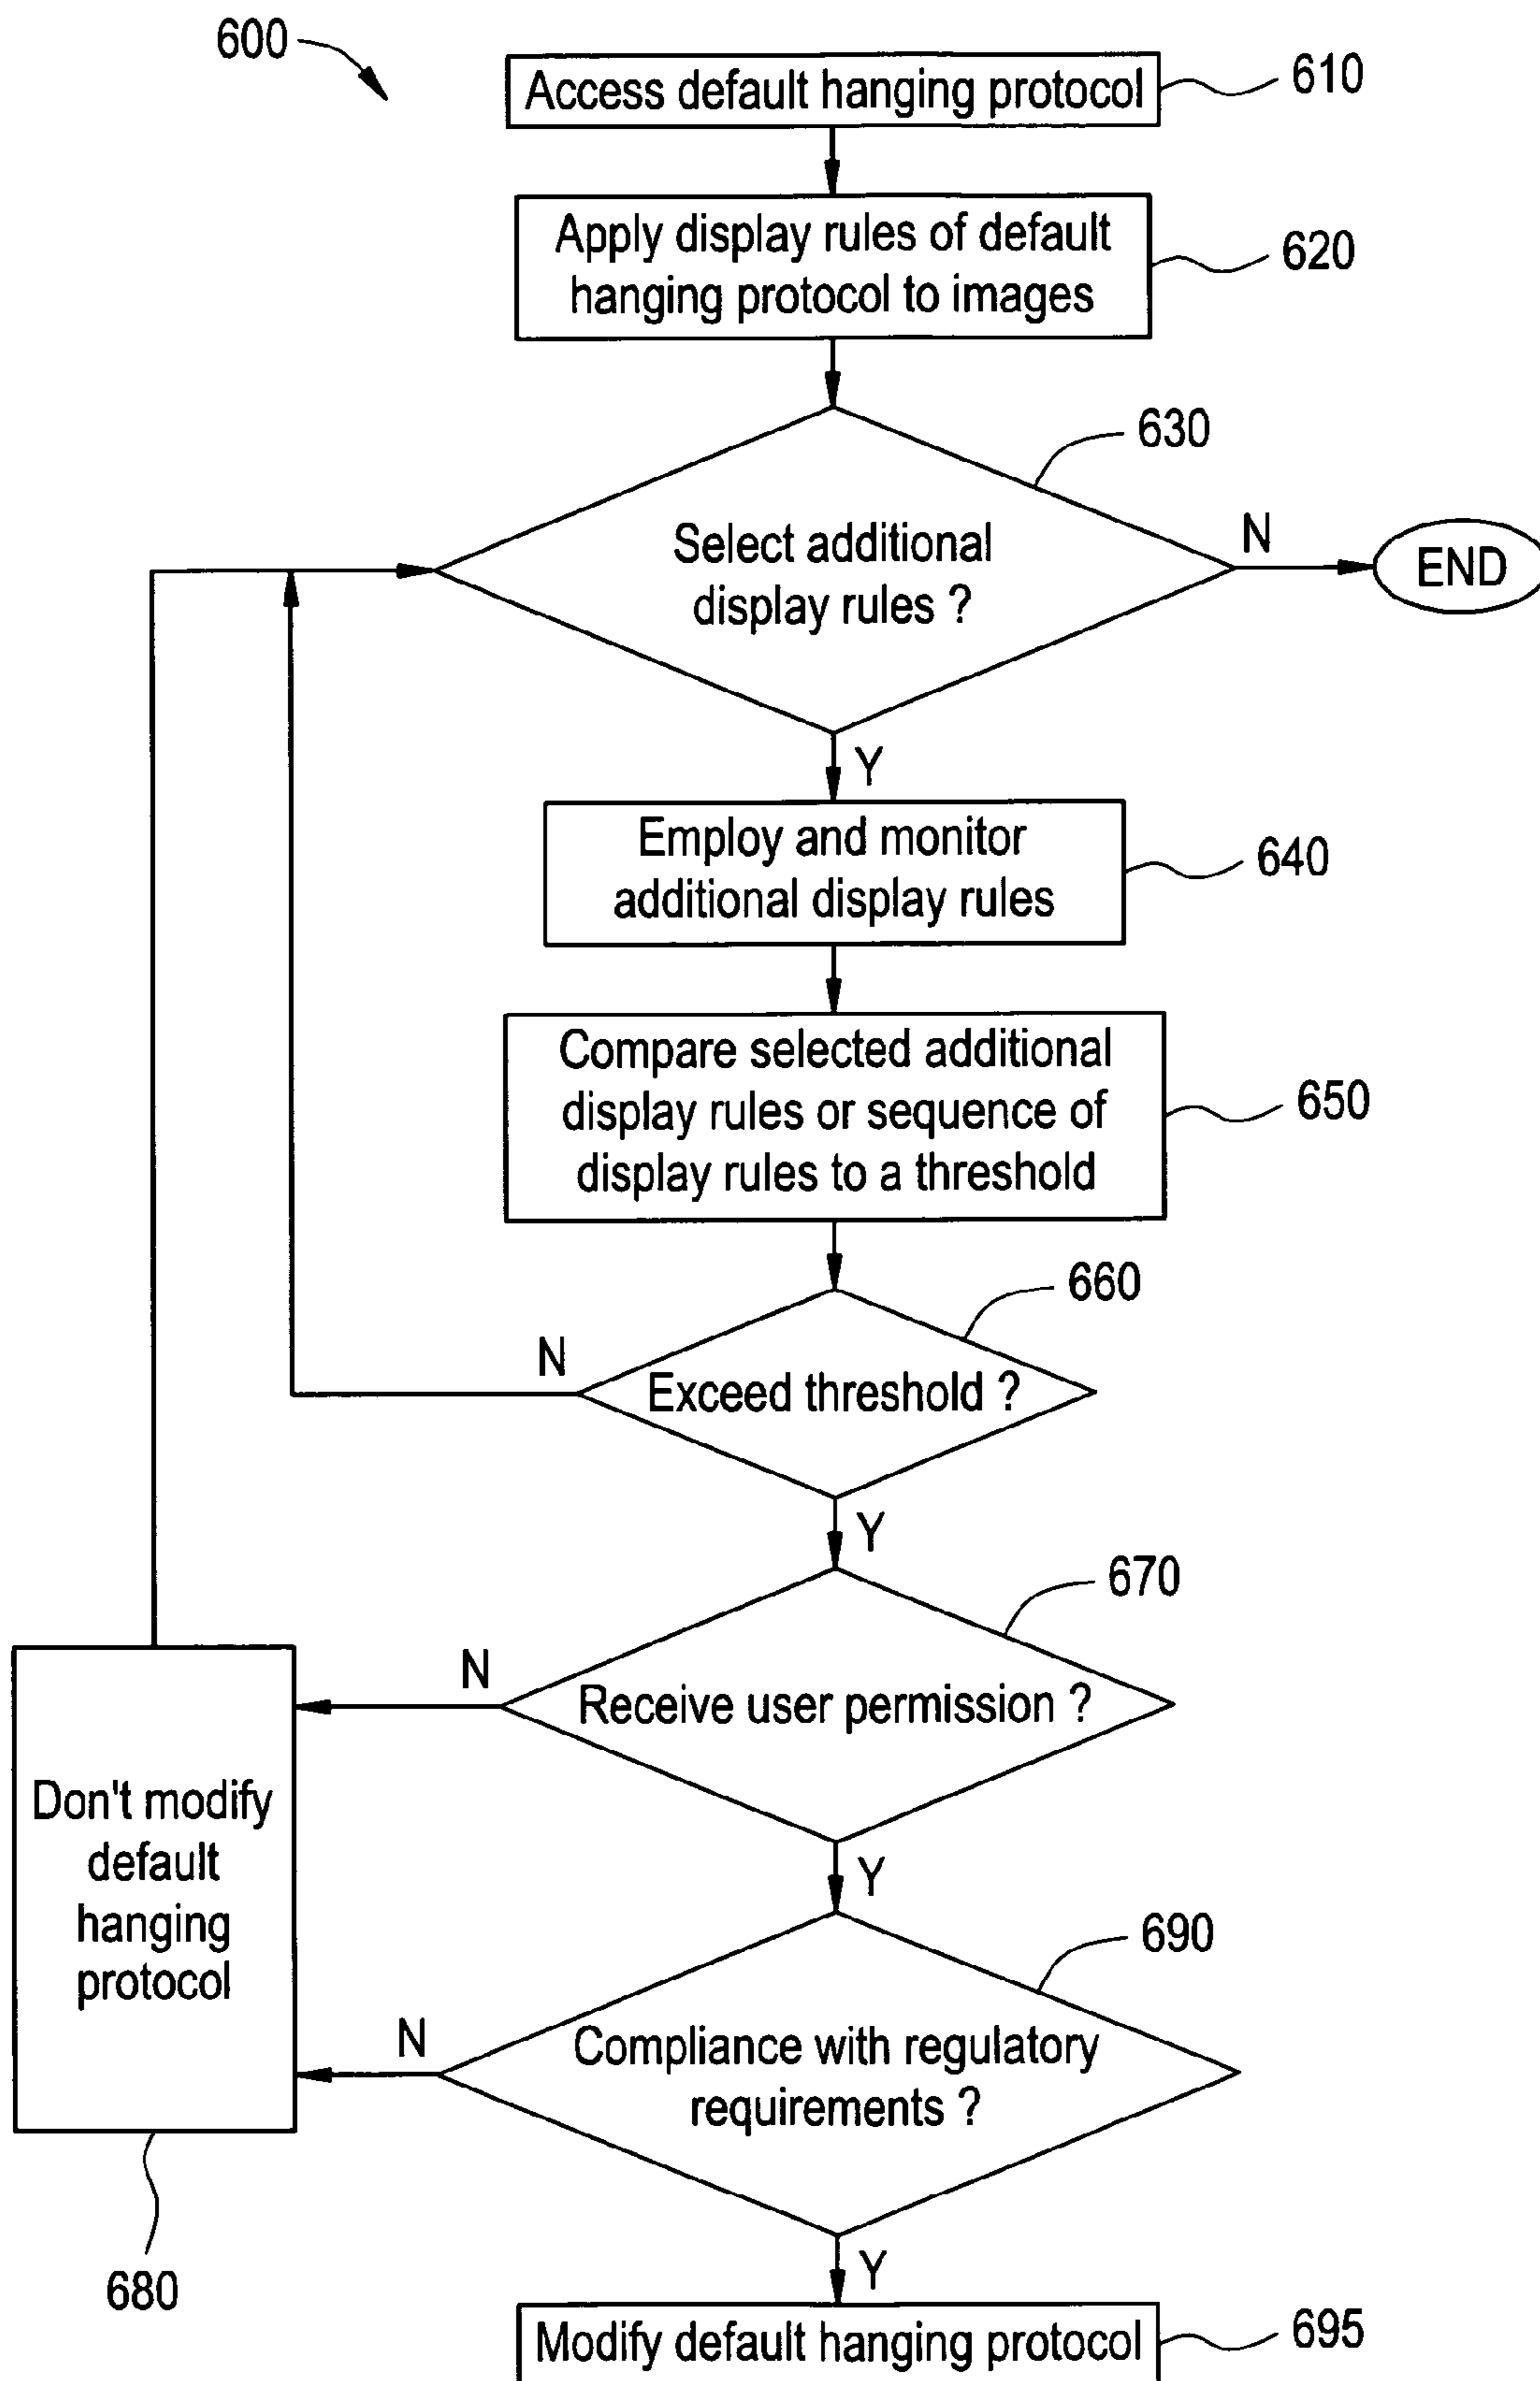 600
Access default hanging protocol
610
Apply display rules of default
hanging protocol to images
620
630
Select additional
display rules ?
N
END
Y
Employ and monitor
additional display rules
640
Compare selected additional
display rules or sequence of
display rules to a threshold
650
660
N
Exceed threshold ?
Y
670
N
Receive user permission ?
Don't modify
default
hanging
protocol
Y
690
N
Compliance with regulatory
requirements ?
680
Y
Modify default hanging protocol
695